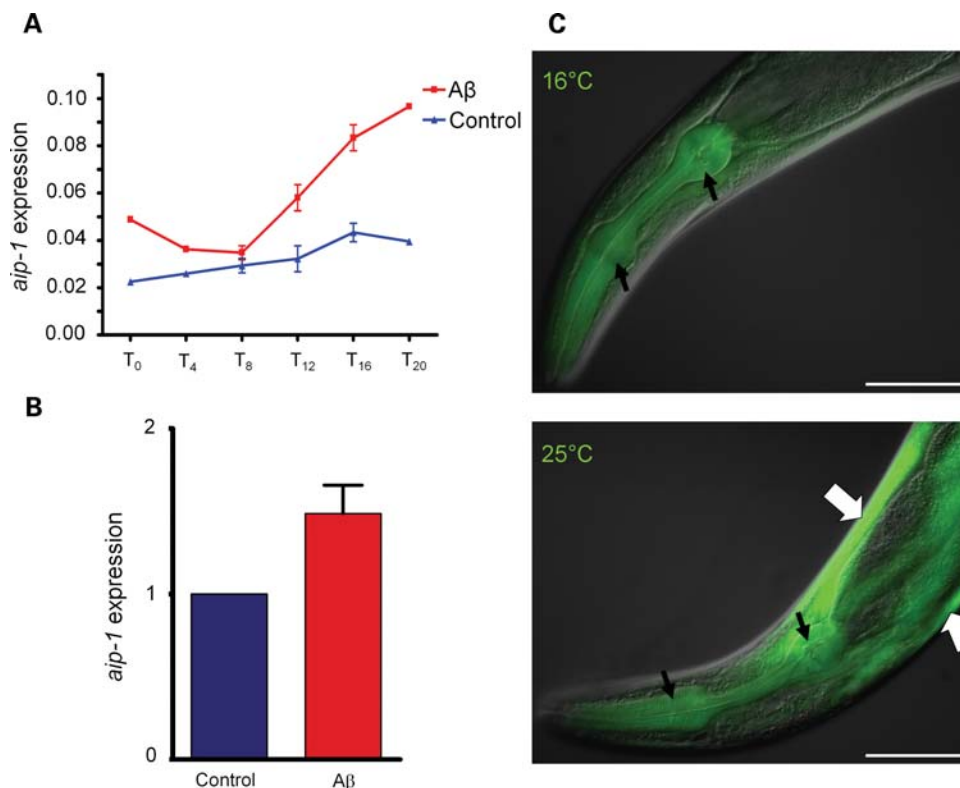 A
aip-1 expression
0.10
0.08
0.06
0.04
0.02
0.00
T₀ T₄ T₈ T₁₂ T₁₆ T₂₀
Aβ
Control
B
aip-1 expression
2
1
0
Control Aβ
C
16°C
25°C